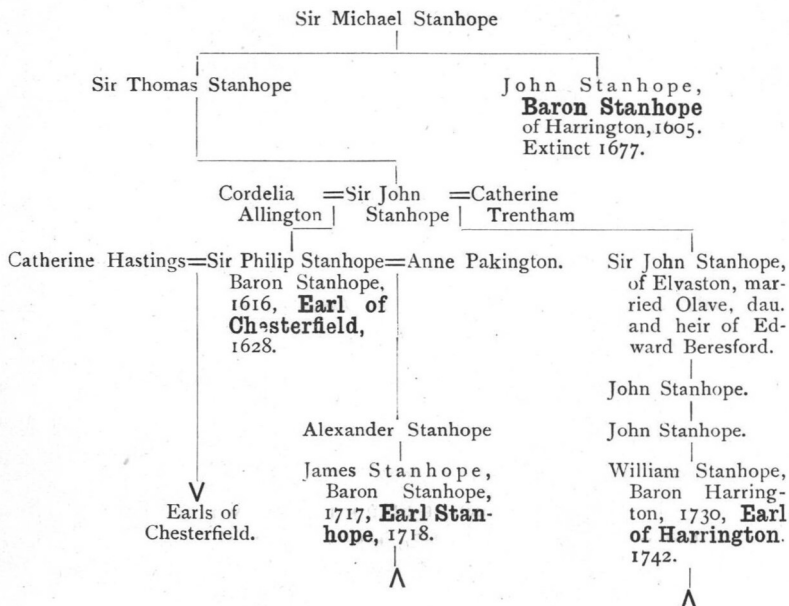 Sir Michael Stanhope
Sir Thomas Stanhope
John Stanhope,
Baron Stanhope
of Harrington, 1605.
Extinct 1677.
Cordelia =Sir John =Catherine
Allington Stanhope Trentham
Catherine Hastings=Sir Philip Stanhope=Anne Pakington.
Baron Stanhope,
1616, Earl of
Chesterfield,
1628.
Sir John Stanhope,
of Elvaston, mar-
ried Olave, dau.
and heir of Ed-
ward Beresford.
John Stanhope.
John Stanhope.
Alexander Stanhope
James Stanhope,
Baron Stanhope,
1717, Earl Stan-
hope, 1718.
William Stanhope,
Baron Harring-
ton, 1730, Earl
of Harrington.
1742.
Earls of
Chesterfield.